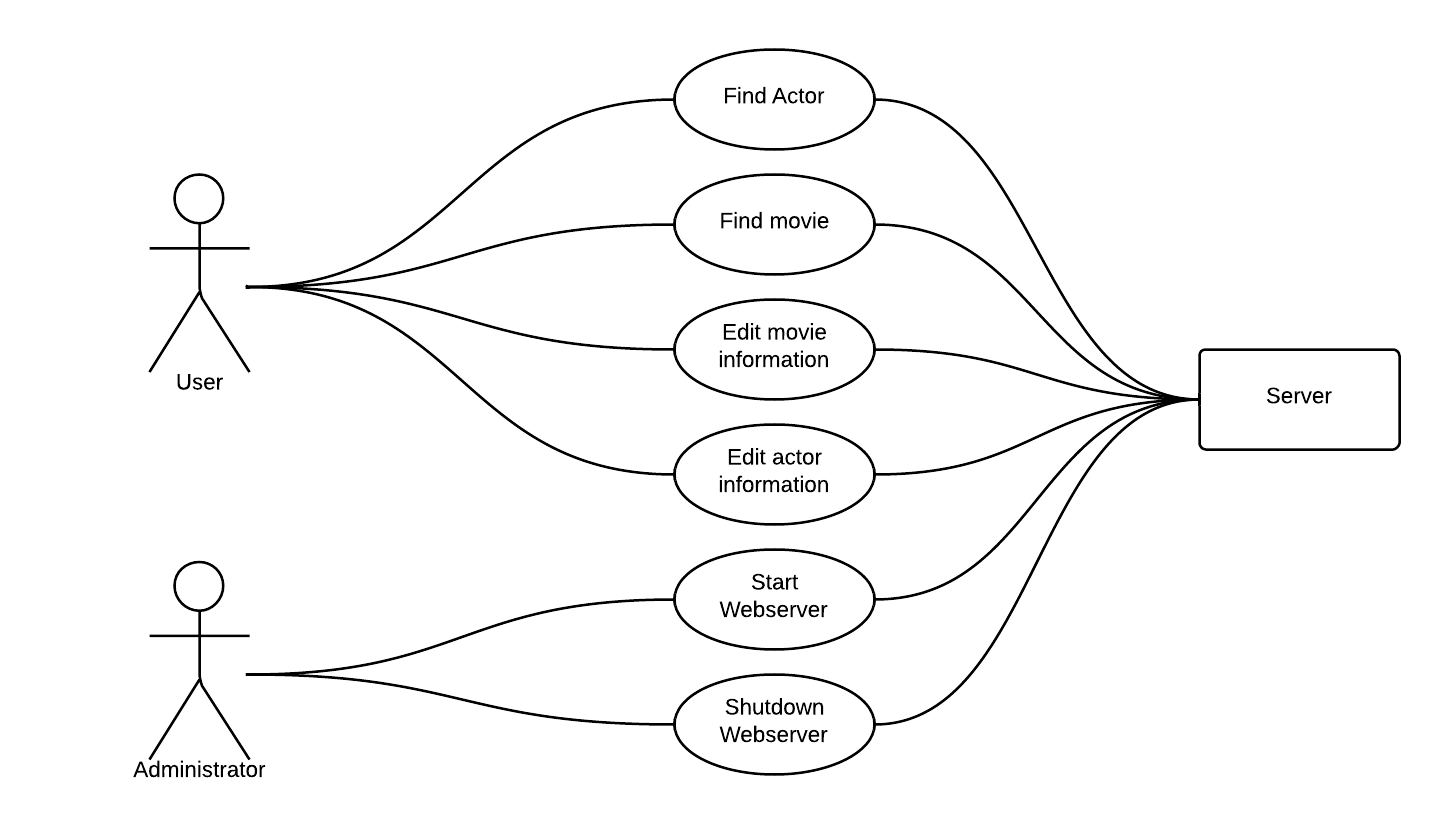 Find Actor
Find movie
Edit movie
information
User
Edit actor
information
Server
Start
Webserver
Shutdown
Webserver
Administrator